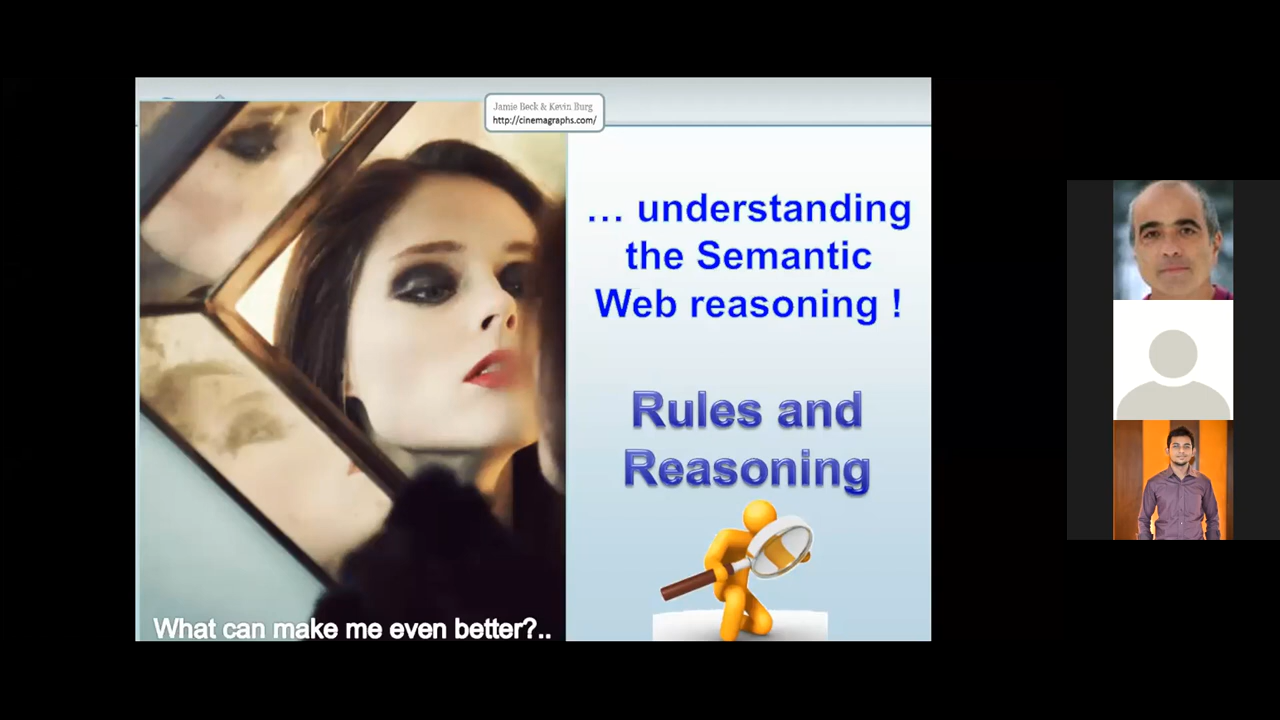 Jamie Beck & Kevin Burg
http://cinemagraphs.com/
… understanding
the Semantic
Web reasoning !
Rules and
Reasoning
What can make me even better?..